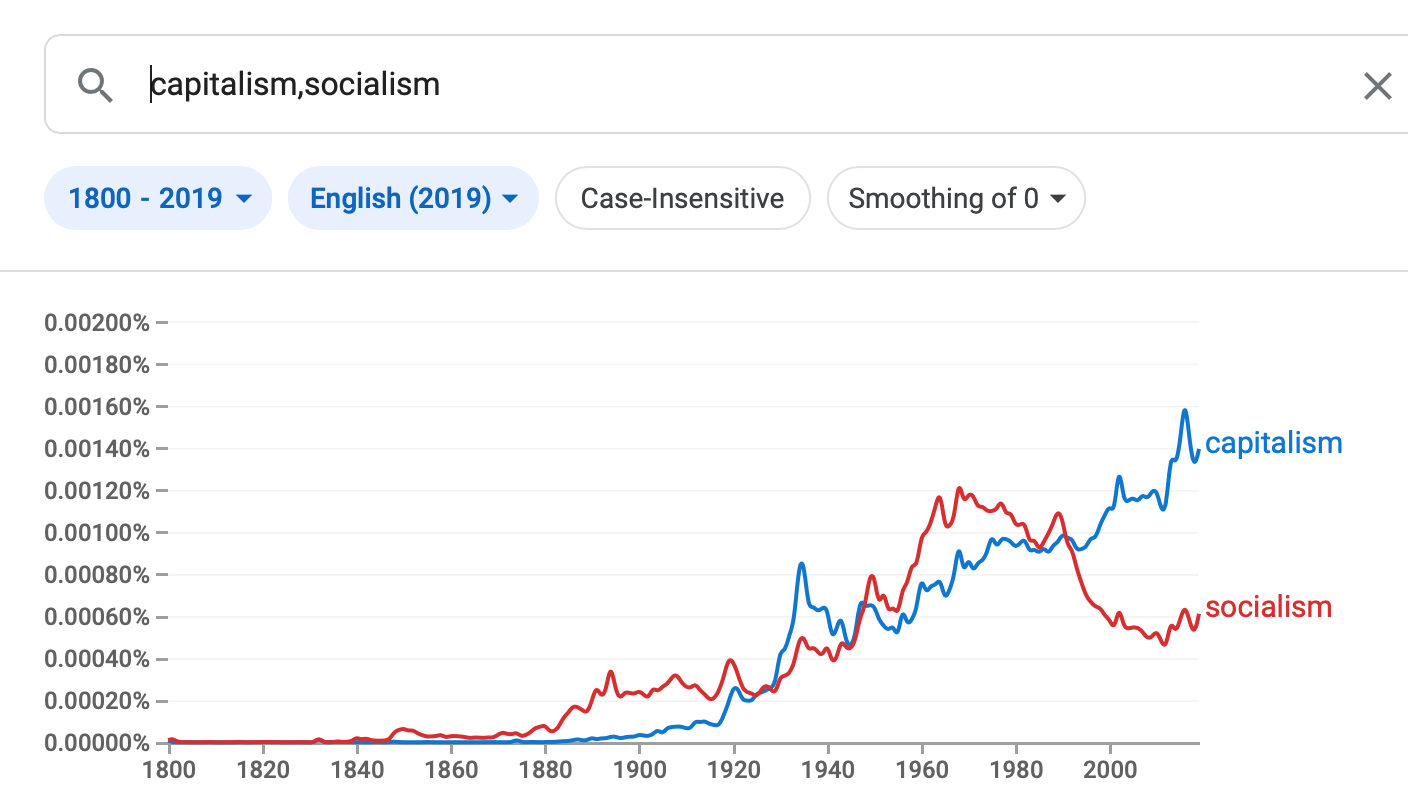 capitalism,socialism
1800 - 2019
English (2019)
Case-Insensitive
Smoothing of 0
0.00200%
0.00180%
0.00160%
0.00140%
capitalism
0.00120%
0.00100%
0.00080%
0.00060%
socialism
0.00040%
0.00020%
0.00000%
1800 1820 1840 1860 1880 1900 1920 1940 1960 1980 2000